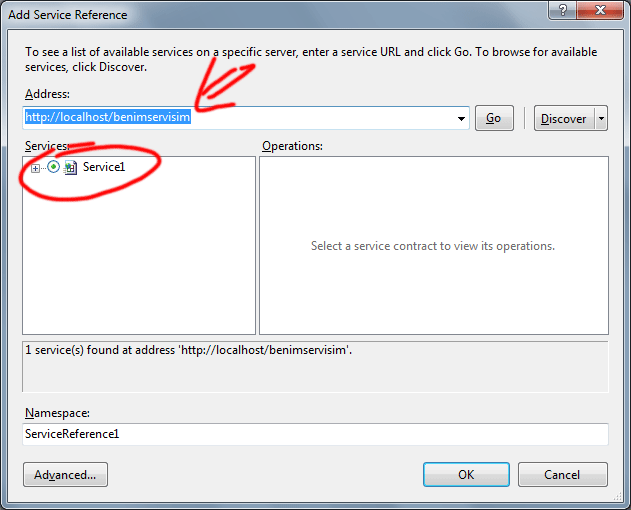 Add Service Reference
To see a list of available services on a specific server, enter a service URL and click Go. To browse for available
services, click Discover.
Address:
http://localhost/benimservisim
Go
Discover
Services:
Operations:
Service1
Select a service contract to view its operations.
1 service(s) found at address 'http://localhost/benimservisim'.
Namespace:
ServiceReference1
Advanced...
OK
Cancel